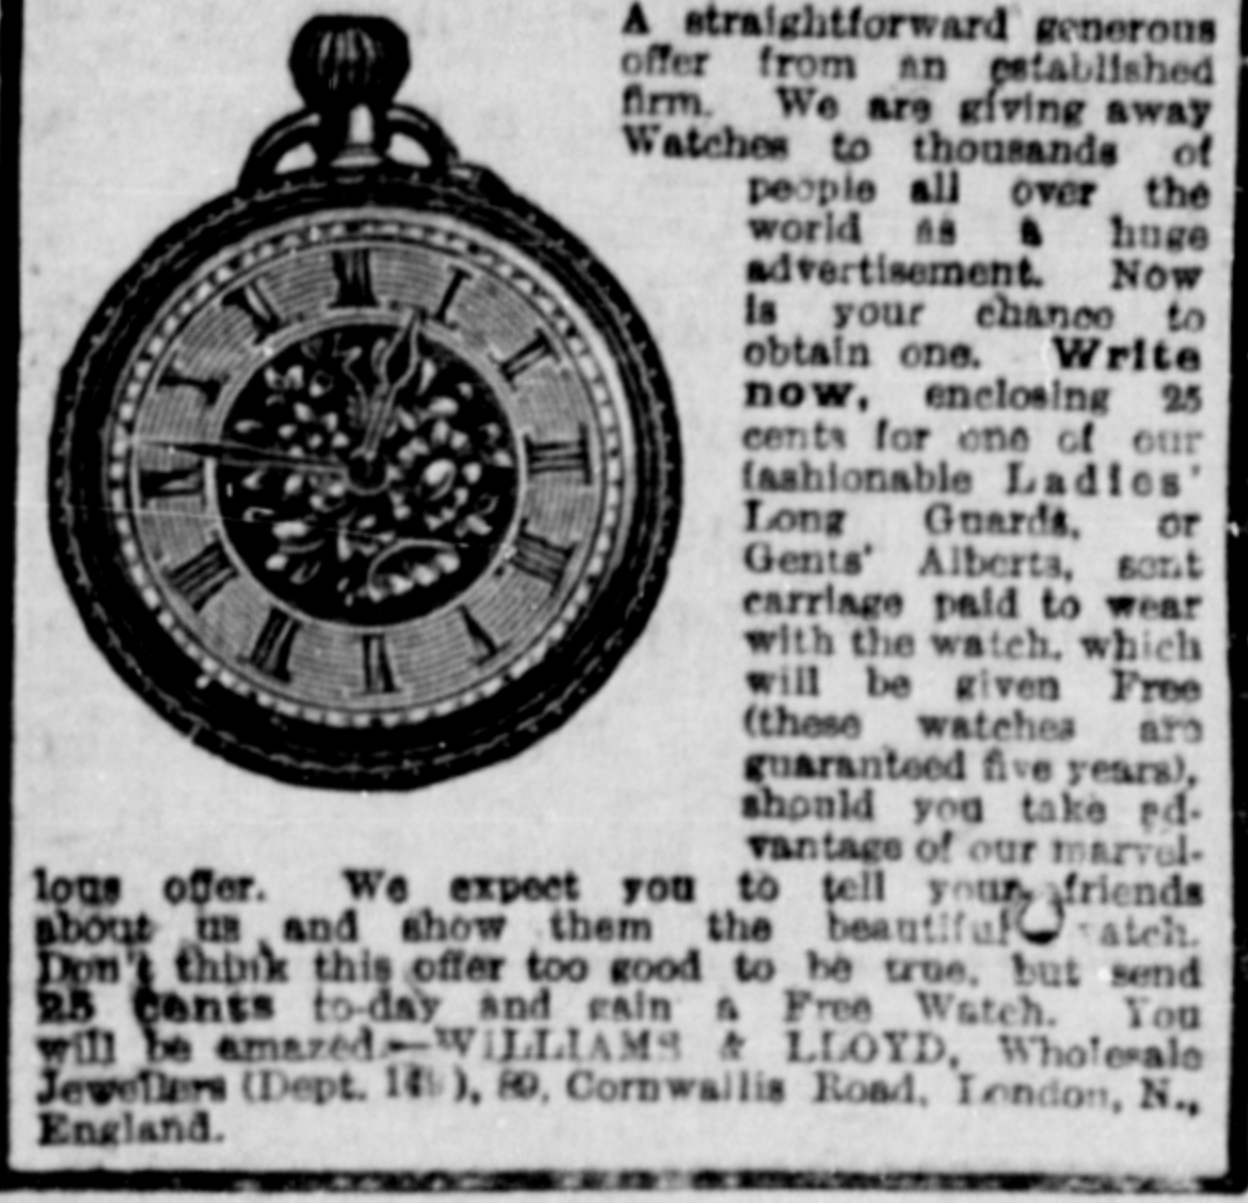 A straightforward generous
offer from an established
firm. We are giving away
Watches to thousands of
people all over the
world as a huge
advertisement. Now
is your chance to
obtain one. Write
now, enclosing 25
cents for one of our
fashionable Ladies'
Long Guards, or
Gents' Alberts, sent
carriage paid to wear
with the watch, which
will be given Free
(these watches are
guaranteed five years),
should you take ad-
vantage of our marvel-
lous offer. We expect you to tell your friends
about us and show them the beautiful watch.
Don't think this offer too good to be true, but send
25 Cents to-day and gain a Free Watch. You
will be amazed.—WILLIAMS & LLOYD, Wholesale
Jewellers (Dept. ), 89, Cornwallis Road, London, N.,
England.